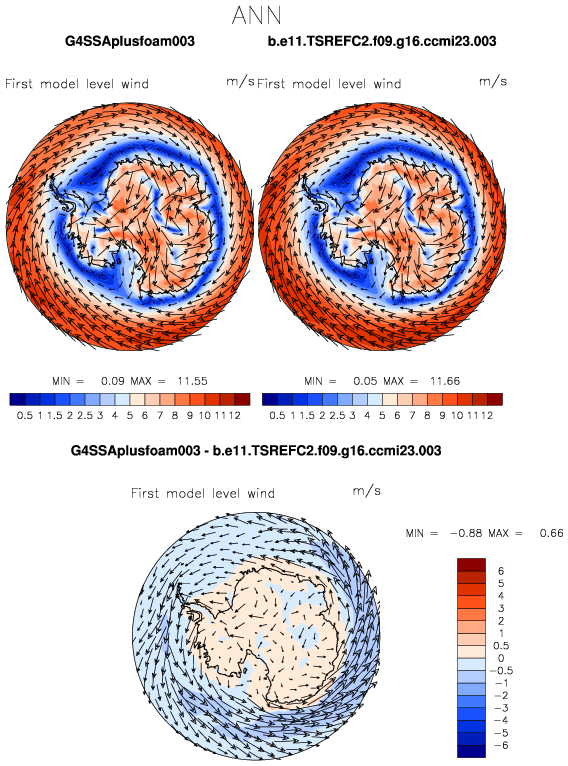 ANN
G4SSAplusfoam003 b.e11.TSREFC2.f09.g16.ccmi23.003
First model level wind m/s First model level wind m/s
MIN = 0.09 MAX = 11.55 MIN = 0.05 MAX = 11.66
0.5 1 1.5 2 2.5 3 4 5 6 7 8 9 10 11 12 0.5 1 1.5 2 2.5 3 4 5 6 7 8 9 10 11 12
G4SSAplusfoam003 - b.e11.TSREFC2.f09.g16.ccmi23.003
First model level wind m/s
MIN = -0.88 MAX = 0.66
6
5
4
3
2
1
0.5
0
-0.5
-1
-2
-3
-4
-5
-6